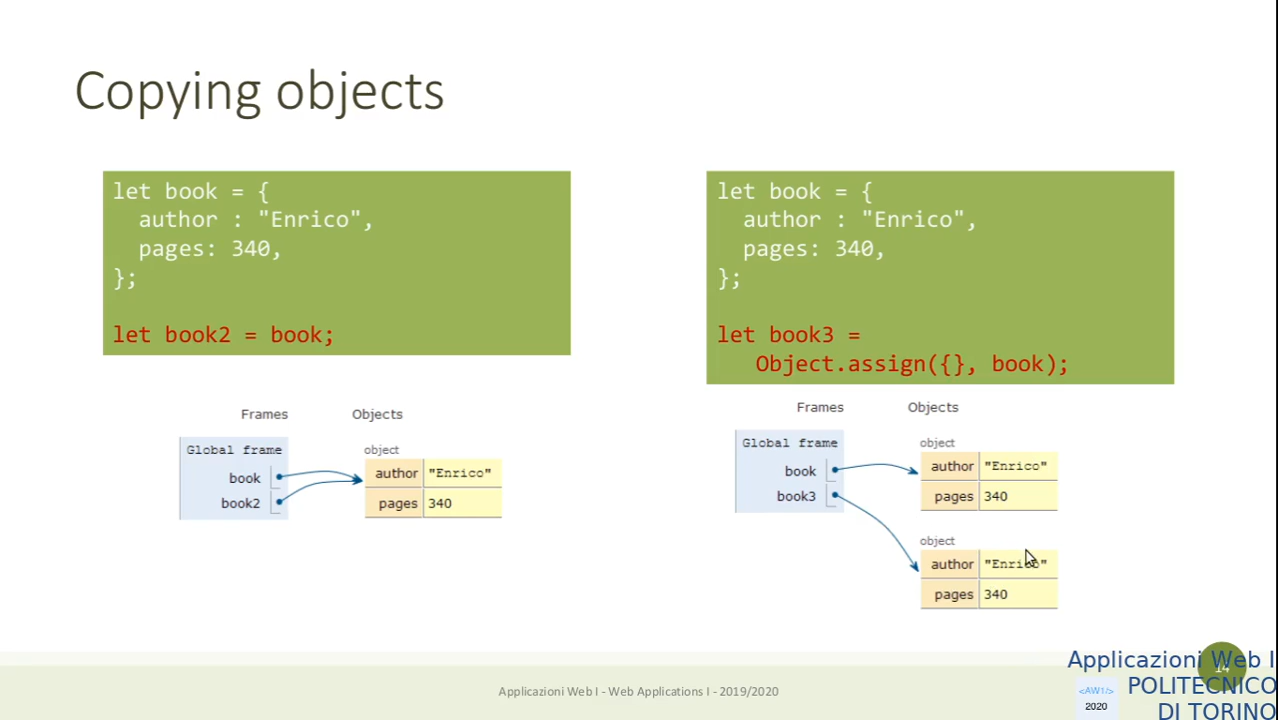 Copying objects
let book = {
  author : "Enrico",
  pages: 340,
};
let book2 = book;
Frames Objects
Global frame
book
book2
object
author "Enrico"
pages 340
let book = {
  author : "Enrico",
  pages: 340,
};
let book3 =
   Object.assign({}, book);
Frames Objects
Global frame
book
book3
object
author "Enrico"
pages 340
object
author "Enrico"
pages 340
Applicazioni Web I - Web Applications I - 2019/2020
14
Applicazioni Web I
POLITECNICO
DI TORINO
<AW1/>
2020